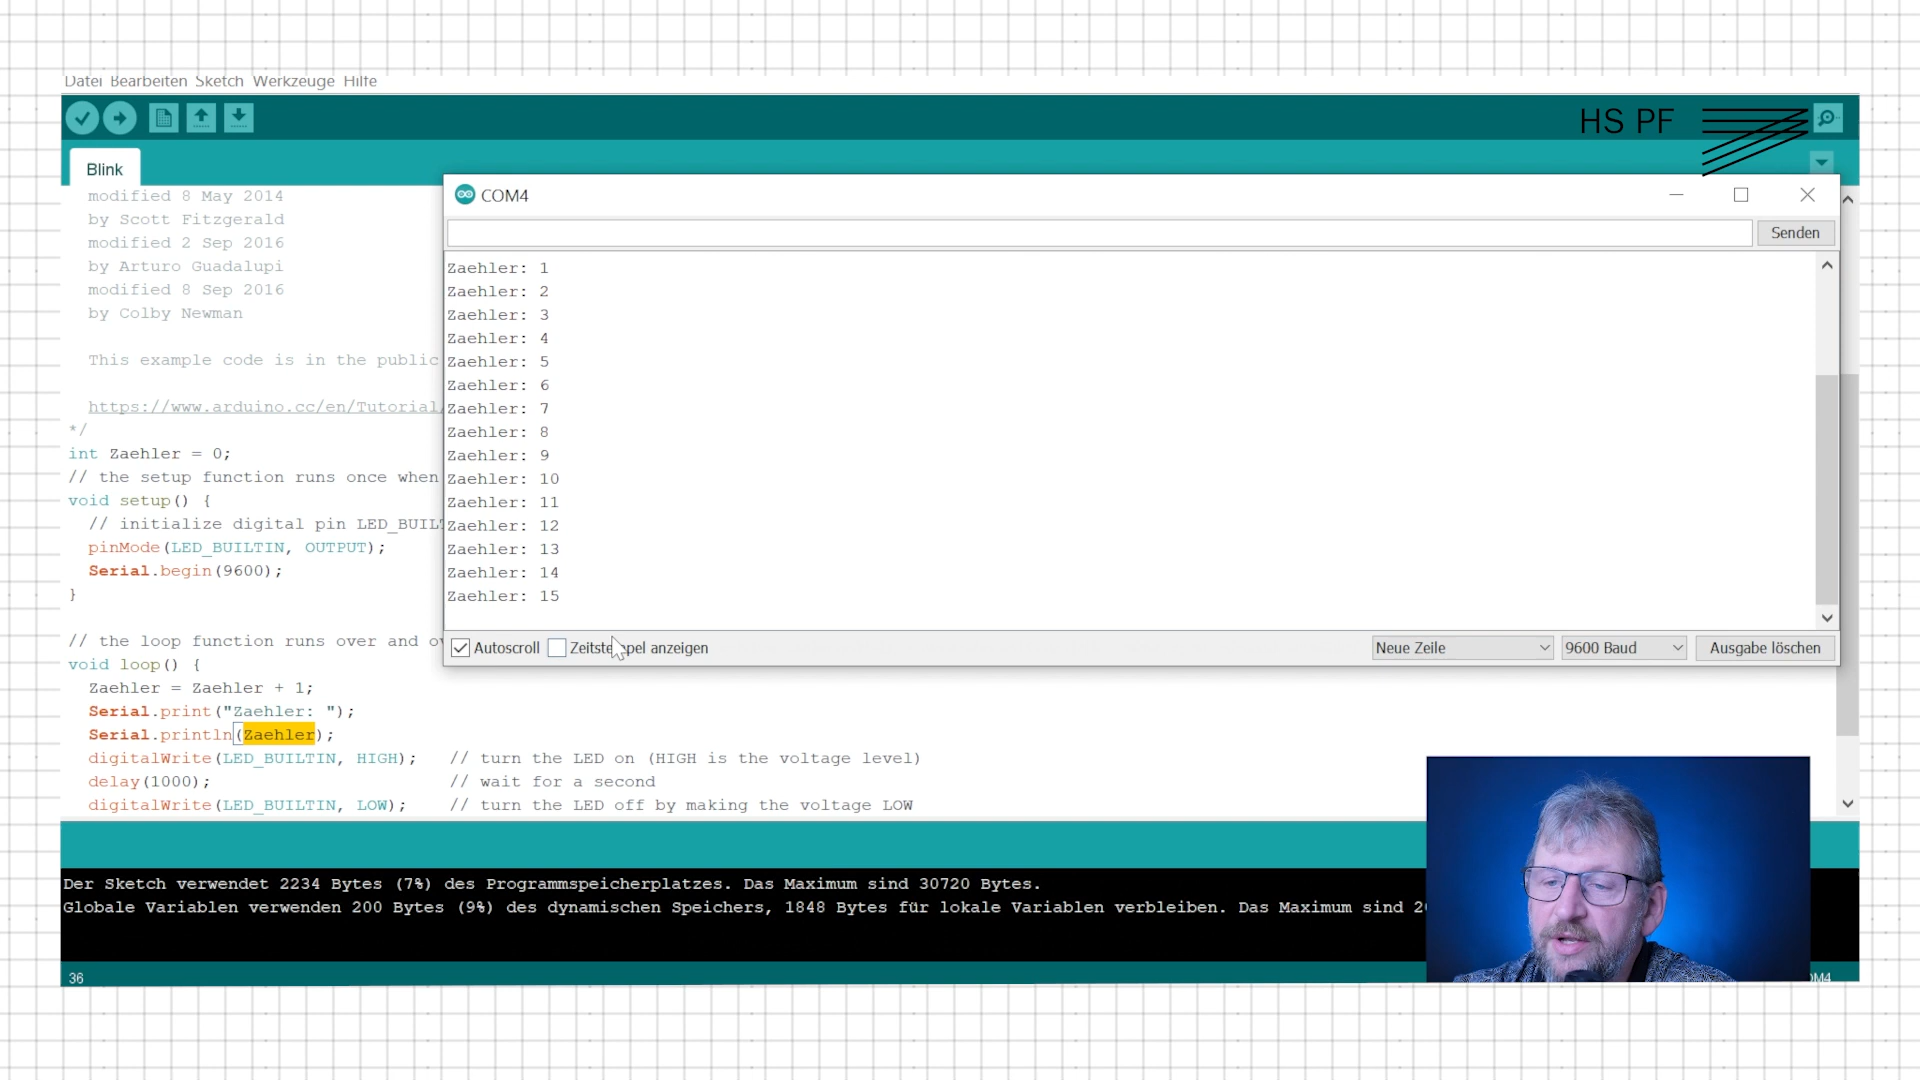 Datei Bearbeiten Sketch Werkzeuge Hilfe
HS PF
Blink
modified 8 May 2014
by Scott Fitzgerald
modified 2 Sep 2016
by Arturo Guadalupi
modified 8 Sep 2016
by Colby Newman
This example code is in the public
https://www.arduino.cc/en/Tutorial/
*/
int Zaehler = 0;
// the setup function runs once when
void setup() {
// initialize digital pin LED_BUILT
pinMode(LED_BUILTIN, OUTPUT);
Serial.begin(9600);
}
// the loop function runs over and ov
void loop() {
Zaehler = Zaehler + 1;
Serial.print("Zaehler: ");
Serial.println(Zaehler);
digitalWrite(LED_BUILTIN, HIGH); // turn the LED on (HIGH is the voltage level)
delay(1000); // wait for a second
digitalWrite(LED_BUILTIN, LOW); // turn the LED off by making the voltage LOW
COM4
Senden
Zaehler: 1
Zaehler: 2
Zaehler: 3
Zaehler: 4
Zaehler: 5
Zaehler: 6
Zaehler: 7
Zaehler: 8
Zaehler: 9
Zaehler: 10
Zaehler: 11
Zaehler: 12
Zaehler: 13
Zaehler: 14
Zaehler: 15
Autoscroll Zeitstempel anzeigen Neue Zeile 9600 Baud Ausgabe löschen
Der Sketch verwendet 2234 Bytes (7%) des Programmspeicherplatzes. Das Maximum sind 30720 Bytes.
Globale Variablen verwenden 200 Bytes (9%) des dynamischen Speichers, 1848 Bytes für lokale Variablen verbleiben. Das Maximum sind
36